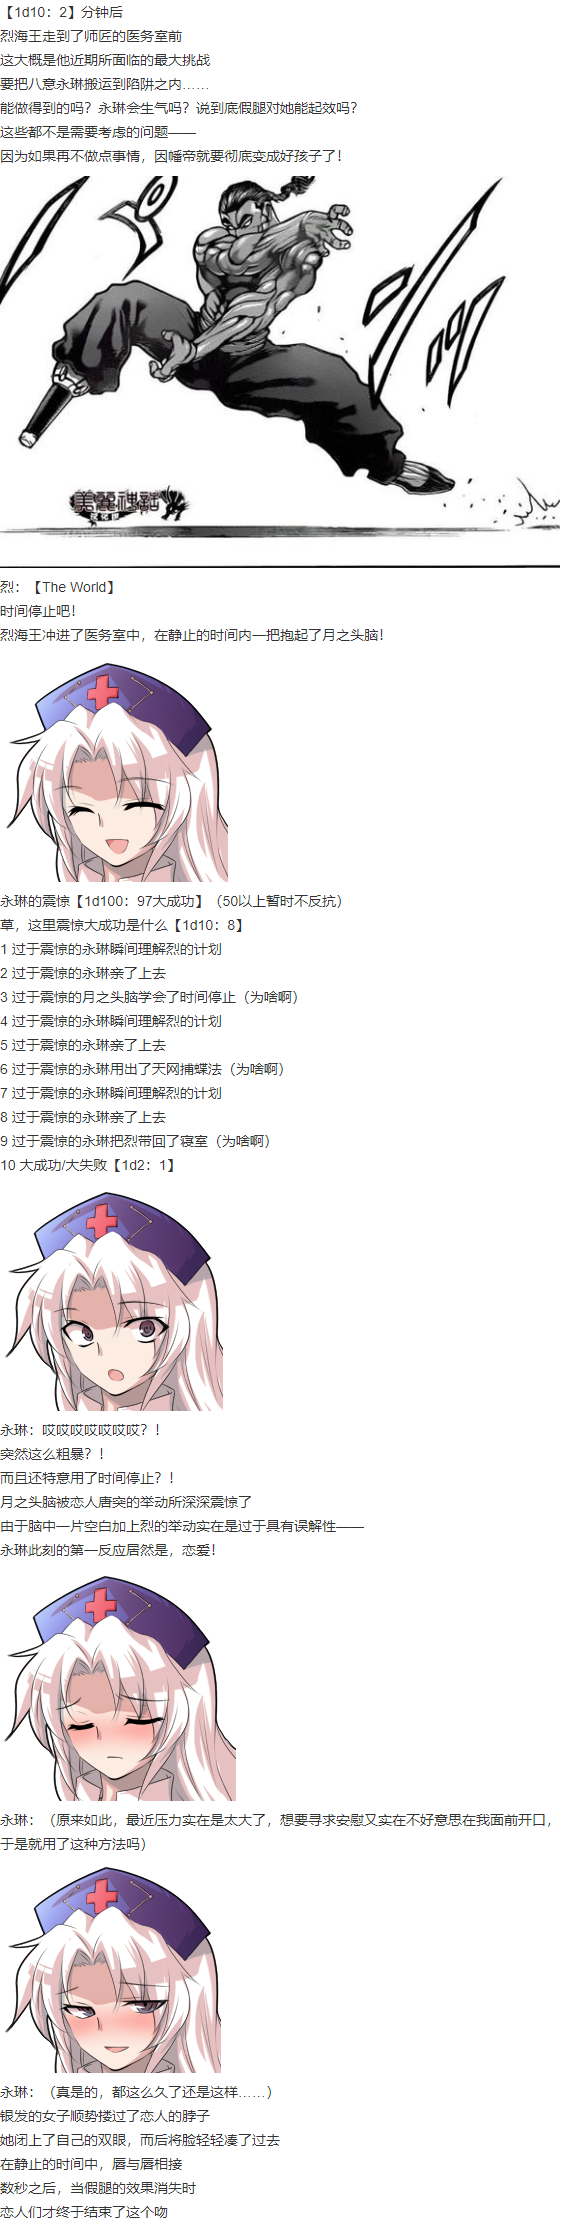 【1d10：2】分钟后
烈海王走到了师匠的医务室前
这大概是他近期所面临的最大挑战
要把八意永琳搬运到陷阱之内……
能做得到的吗？永琳会生气吗？说到底假腿对她能起效吗？
这些都不是需要考虑的问题——
因为如果再不做点事情，因幡帝就要彻底变成好孩子了！
美麗神話
烈：【The World】
时间停止吧！
烈海王冲进了医务室中，在静止的时间内一把抱起了月之头脑！
永琳的震惊【1d100：97大成功】（50以上暂时不反抗）
草，这里震惊大成功是什么【1d10：8】
1 过于震惊的永琳瞬间理解烈的计划
2 过于震惊的永琳亲了上去
3 过于震惊的月之头脑学会了时间停止（为啥啊）
4 过于震惊的永琳瞬间理解烈的计划
5 过于震惊的永琳亲了上去
6 过于震惊的永琳用出了天网捕蝶法（为啥啊）
7 过于震惊的永琳瞬间理解烈的计划
8 过于震惊的永琳亲了上去
9 过于震惊的永琳把烈带回了寝室（为啥啊）
10 大成功/大失败【1d2：1】
永琳：哎哎哎哎哎哎哎？！
突然这么粗暴？！
而且还特意用了时间停止？！
月之头脑被恋人唐突的举动所深深震惊了
由于脑中一片空白加上烈的举动实在是过于具有误解性——
永琳此刻的第一反应居然是，恋爱！
永琳：（原来如此，最近压力实在是太大了，想要寻求安慰又实在不好意思在我面前开口，
于是就用了这种方法吗）
永琳：（真是的，都这么久了还是这样……）
银发的女子顺势搂过了恋人的脖子
她闭上了自己的双眼，而后将脸轻轻凑了过去
在静止的时间中，唇与唇相接
数秒之后，当假腿的效果消失时
恋人们才终于结束了这个吻